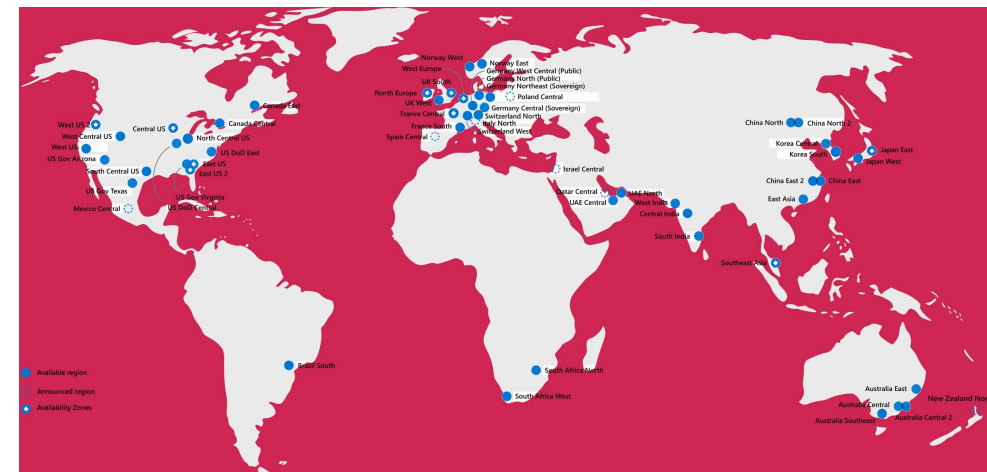 Norway West
Norway East
West Europe
Germany West Central (Public)
Germany North (Public)
UK South
Germany Northeast (Sovereign)
North Europe
Poland Central
UK West
Germany Central (Sovereign)
France Central
Switzerland North
Italy North
France South
Switzerland West
Spain Central
Canada East
Canada Central
West US 2
Central US
West Central US
North Central US
West US
US DoD East
US Gov Arizona
East US
South Central US
East US 2
US Gov Texas
US Gov Virginia
Mexico Central
US DoD Central
China North
China North 2
Korea Central
Japan East
Korea South
Japan West
Israel Central
China East 2
China East
Qatar Central
UAE North
UAE Central
West India
East Asia
Central India
South India
Southeast Asia
Brazil South
South Africa North
South Africa West
Available region
Announced region
Availability Zones
Australia East
New Zealand Nor
Australia Central
Australia Central 2
Australia Southeast